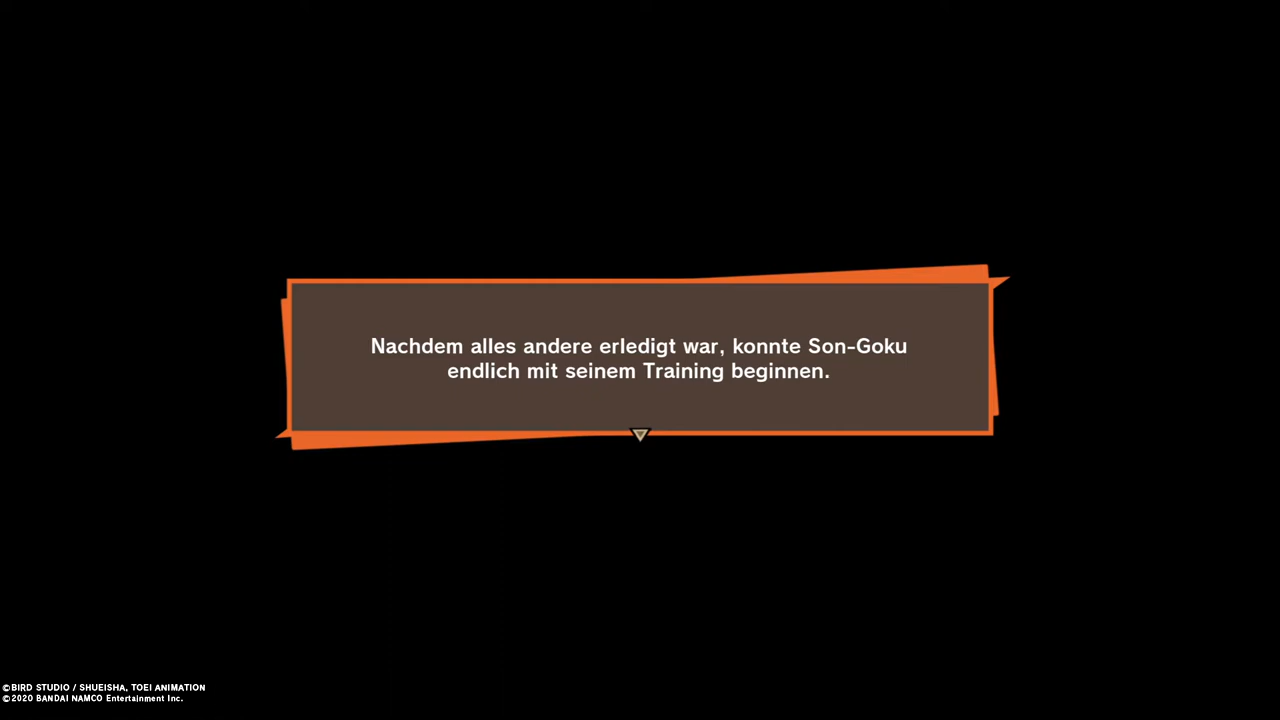 Nachdem alles andere erledigt war, konnte Son-Goku
endlich mit seinem Training beginnen.
©BIRD STUDIO / SHUEISHA, TOEI ANIMATION
©2020 BANDAI NAMCO Entertainment Inc.